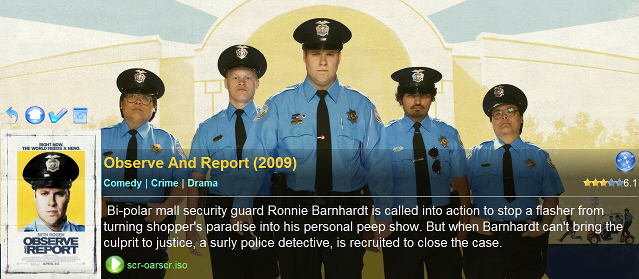 Observe And Report (2009)
Comedy | Crime | Drama
6.1
Bi-polar mall security guard Ronnie Barnhardt is called into action to stop a flasher from
turning shopper's paradise into his personal peep show. But when Barnhardt can't bring the
culprit to justice, a surly police detective, is recruited to close the case.
scr-oarscr.iso
RIGHT NOW,
THE WORLD NEEDS A HERO.
SETH ROGEN
OBSERVE
REPORT